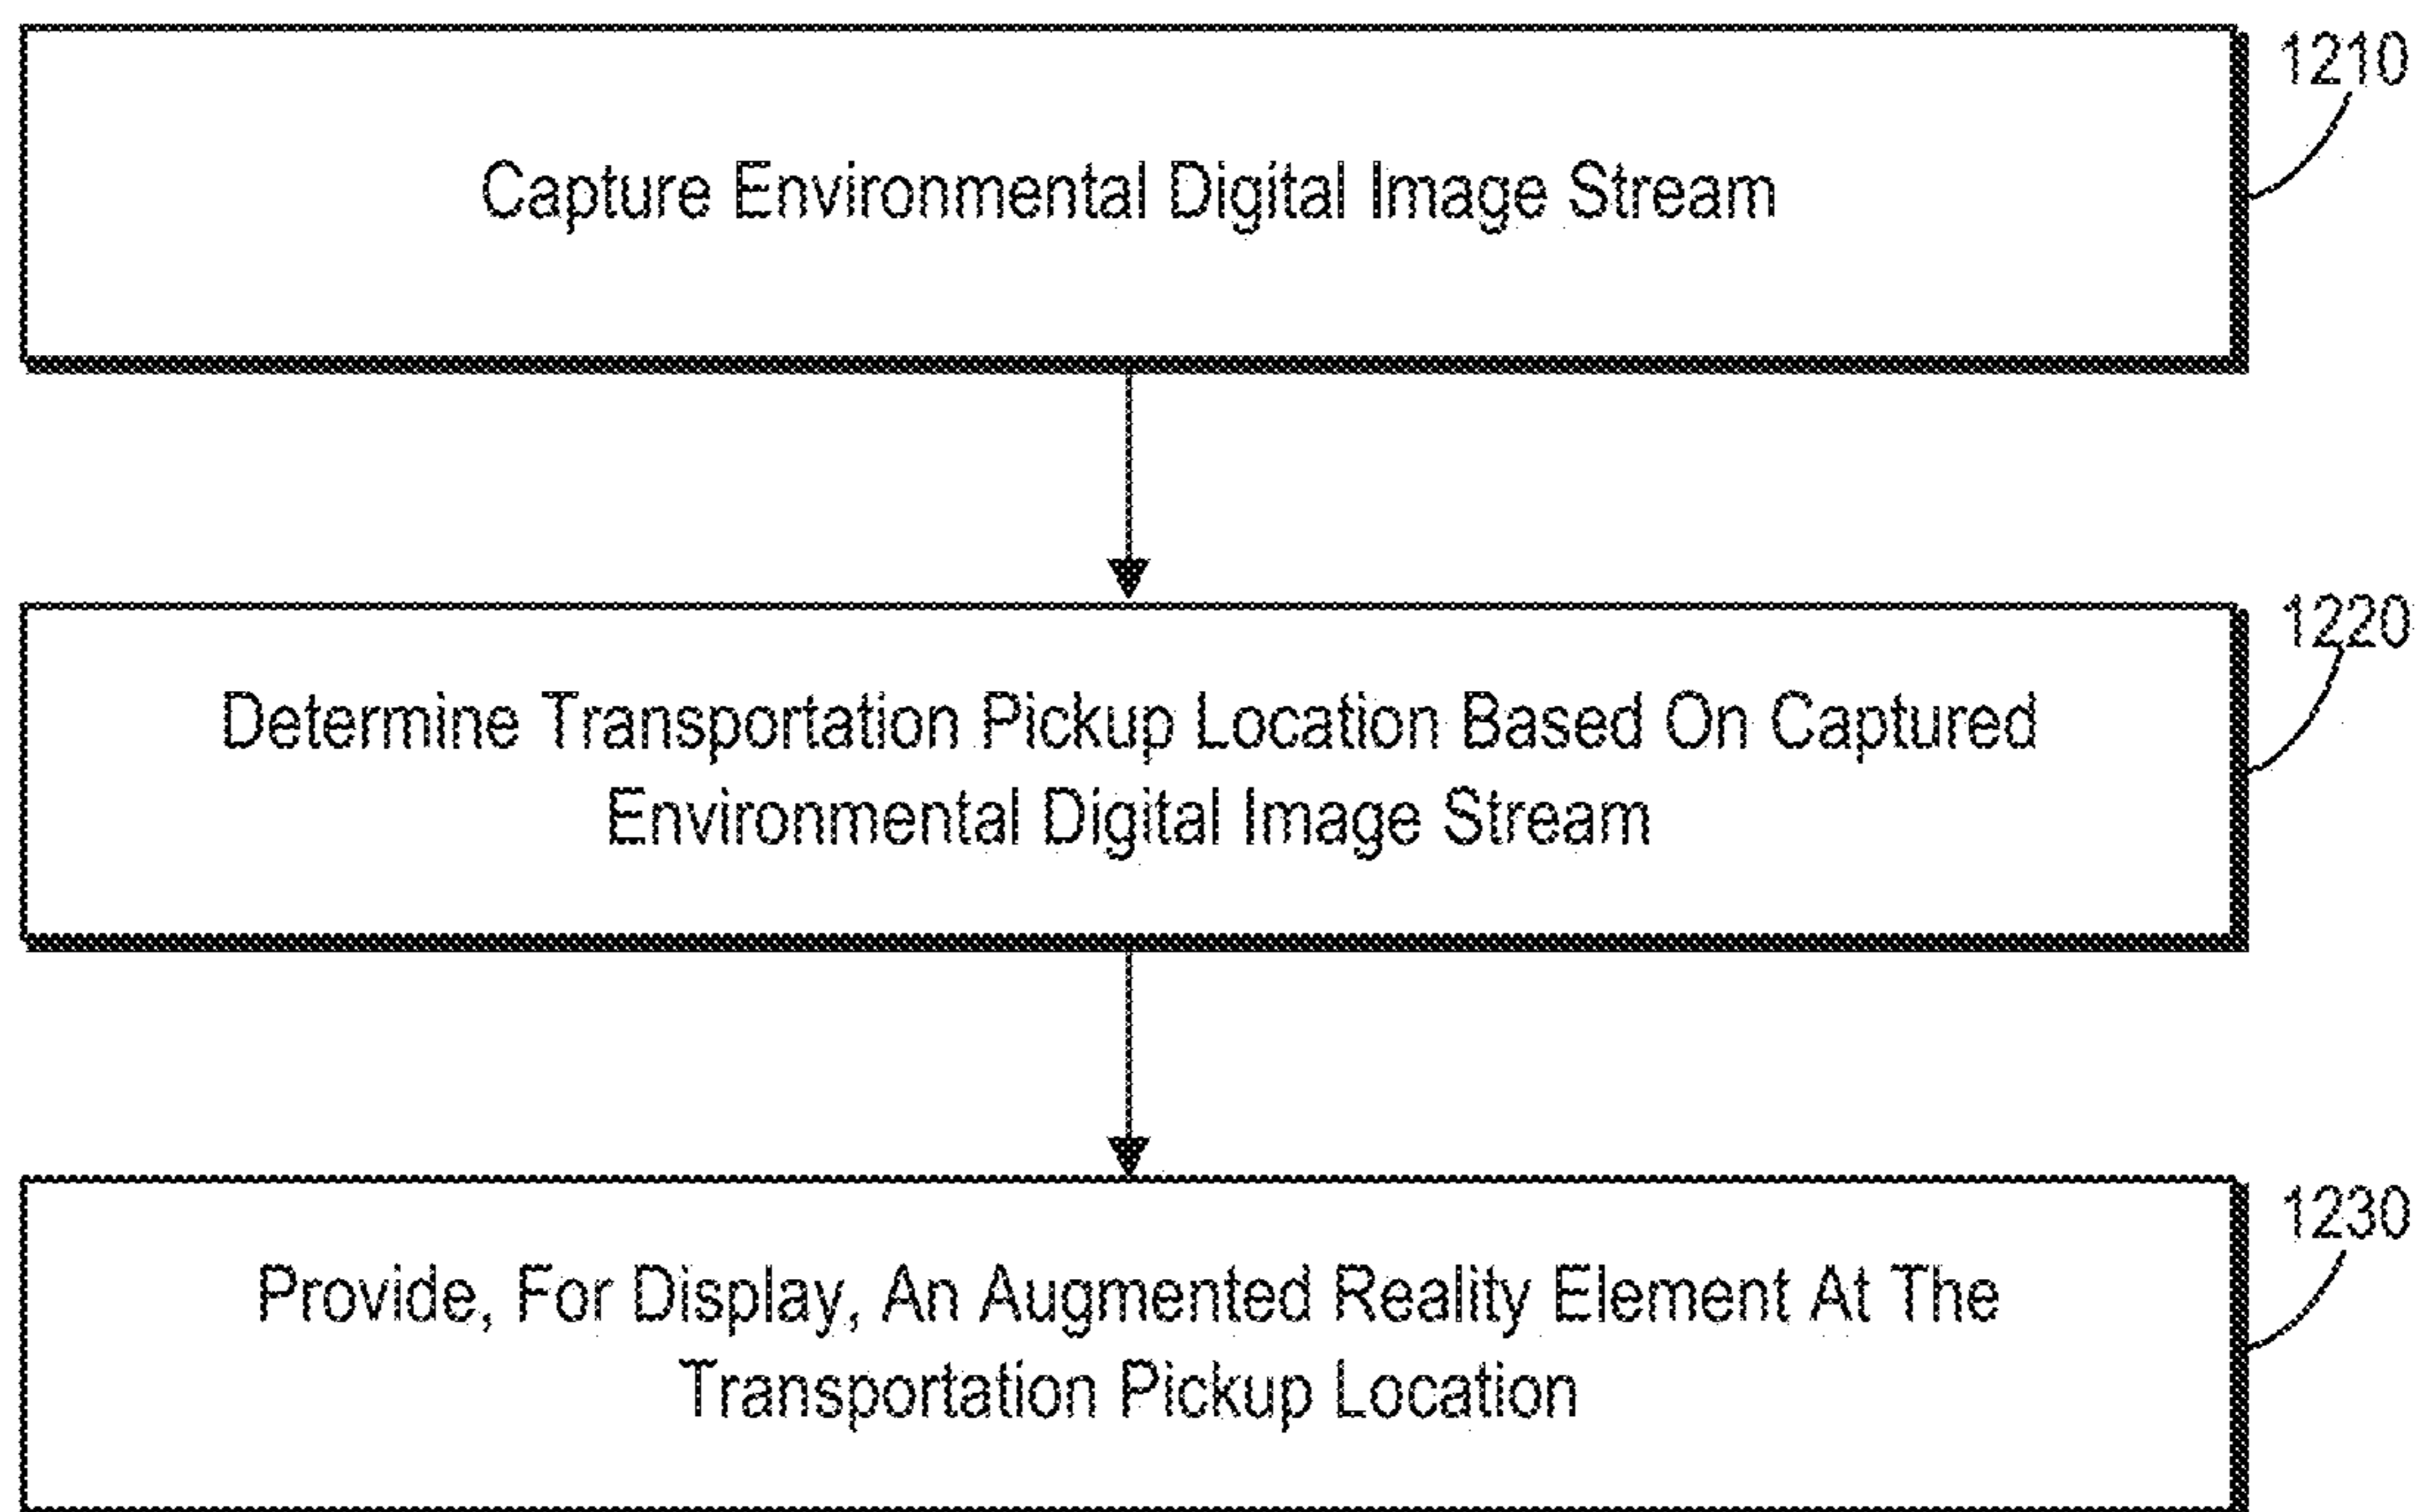 1210
Capture Environmental Digital Image Stream
1220
Determine Transportation Pickup Location Based On Captured
Environmental Digital Image Stream
1230
Provide, For Display, An Augmented Reality Element At The
Transportation Pickup Location